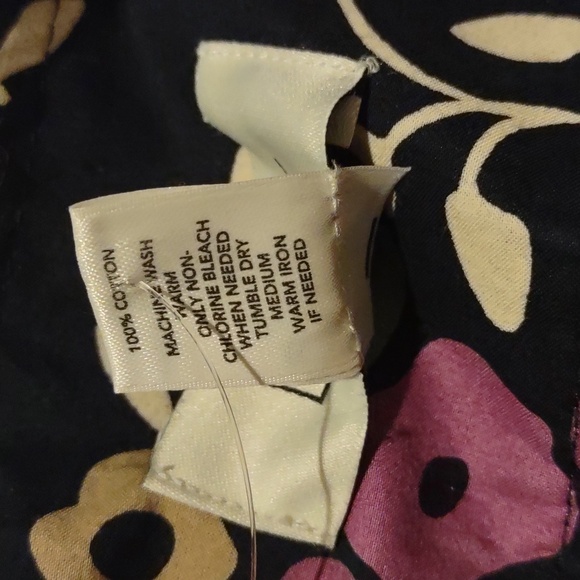 100% COTTON
MACHINE WASH
WARM
ONLY NON-
CHLORINE BLEACH
WHEN NEEDED
TUMBLE DRY
MEDIUM
WARM IRON
IF NEEDED